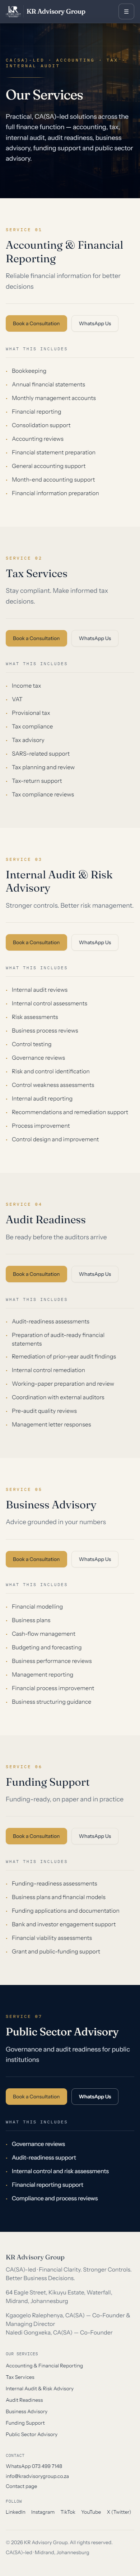 KR Advisory Group
CA(SA)-LED · ACCOUNTING · TAX ·
INTERNAL AUDIT
Our Services
Practical, CA(SA)-led solutions across the
full finance function — accounting, tax,
internal audit, audit readiness, business
advisory, funding support and public sector
advisory.
SERVICE 01
Accounting & Financial
Reporting
Reliable financial information for better
decisions
Book a Consultation
WhatsApp Us
WHAT THIS INCLUDES
Bookkeeping
Annual financial statements
Monthly management accounts
Financial reporting
Consolidation support
Accounting reviews
Financial statement preparation
General accounting support
Month-end accounting support
Financial information preparation
SERVICE 02
Tax Services
Stay compliant. Make informed tax
decisions.
Book a Consultation
WhatsApp Us
WHAT THIS INCLUDES
Income tax
VAT
Provisional tax
Tax compliance
Tax advisory
SARS-related support
Tax planning and review
Tax-return support
Tax compliance reviews
SERVICE 03
Internal Audit & Risk
Advisory
Stronger controls. Better risk management.
Book a Consultation
WhatsApp Us
WHAT THIS INCLUDES
Internal audit reviews
Internal control assessments
Risk assessments
Business process reviews
Control testing
Governance reviews
Risk and control identification
Control weakness assessments
Internal audit reporting
Recommendations and remediation support
Process improvement
Control design and improvement
SERVICE 04
Audit Readiness
Be ready before the auditors arrive
Book a Consultation
WhatsApp Us
WHAT THIS INCLUDES
Audit-readiness assessments
Preparation of audit-ready financial
statements
Remediation of prior-year audit findings
Internal control remediation
Working-paper preparation and review
Coordination with external auditors
Pre-audit quality reviews
Management letter responses
SERVICE 05
Business Advisory
Advice grounded in your numbers
Book a Consultation
WhatsApp Us
WHAT THIS INCLUDES
Financial modelling
Business plans
Cash-flow management
Budgeting and forecasting
Business performance reviews
Management reporting
Financial process improvement
Business structuring guidance
SERVICE 06
Funding Support
Funding-ready, on paper and in practice
Book a Consultation
WhatsApp Us
WHAT THIS INCLUDES
Funding-readiness assessments
Business plans and financial models
Funding applications and documentation
Bank and investor engagement support
Financial viability assessments
Grant and public-funding support
SERVICE 07
Public Sector Advisory
Governance and audit readiness for public
institutions
Book a Consultation
WhatsApp Us
WHAT THIS INCLUDES
Governance reviews
Audit-readiness support
Internal control and risk assessments
Financial reporting support
Compliance and process reviews
KR Advisory Group
CA(SA)-led · Financial Clarity. Stronger Controls.
Better Business Decisions.
64 Eagle Street, Kikuyu Estate, Waterfall,
Midrand, Johannesburg
Kgaogelo Ralephenya, CA(SA) — Co-Founder &
Managing Director
Naledi Gongxeka, CA(SA) — Co-Founder
OUR SERVICES
Accounting & Financial Reporting
Tax Services
Internal Audit & Risk Advisory
Audit Readiness
Business Advisory
Funding Support
Public Sector Advisory
CONTACT
WhatsApp 073 499 7148
info@kradvisorygroup.co.za
Contact page
FOLLOW
LinkedIn Instagram TikTok YouTube X (Twitter)
© 2026 KR Advisory Group. All rights reserved.
CA(SA)-led · Midrand, Johannesburg